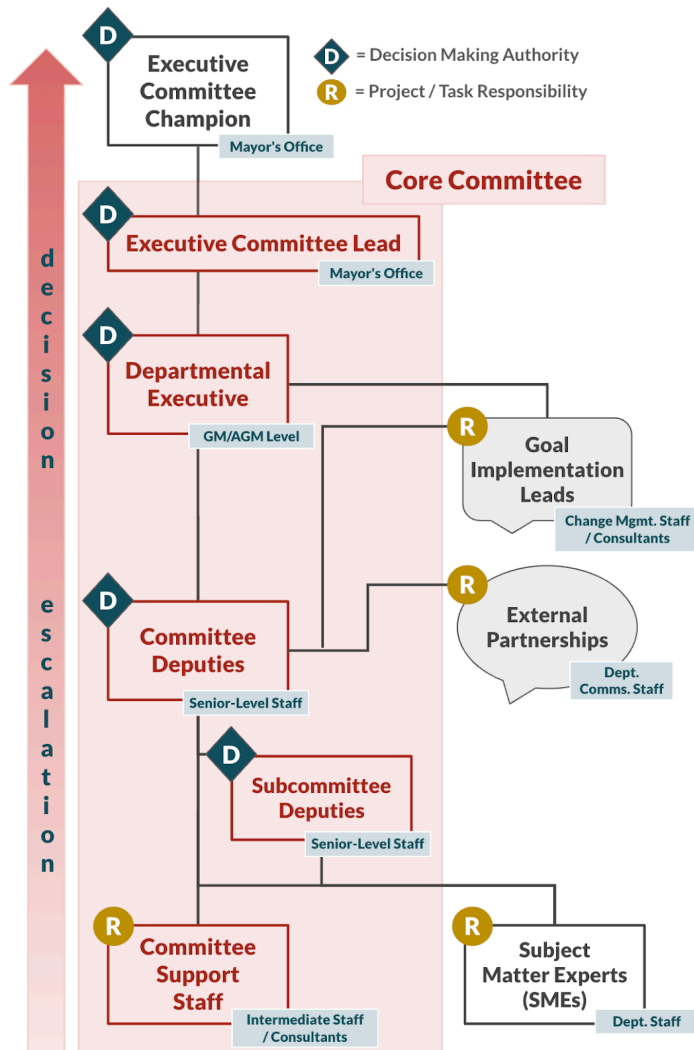 D
= Decision Making Authority
R
= Project / Task Responsibility
D
Executive
Committee
Champion
Mayor's Office
Core Committee
D
Executive Committee Lead
Mayor's Office
D
Departmental
Executive
GM/AGM Level
R
Goal
Implementation
Leads
Change Mgmt. Staff
/ Consultants
D
Committee
Deputies
Senior-Level Staff
R
External
Partnerships
Dept.
Comms. Staff
D
Subcommittee
Deputies
Senior-Level Staff
R
Committee
Support
Staff
Intermediate Staff
/ Consultants
R
Subject
Matter Experts
(SMEs)
Dept. Staff
decision
escalation